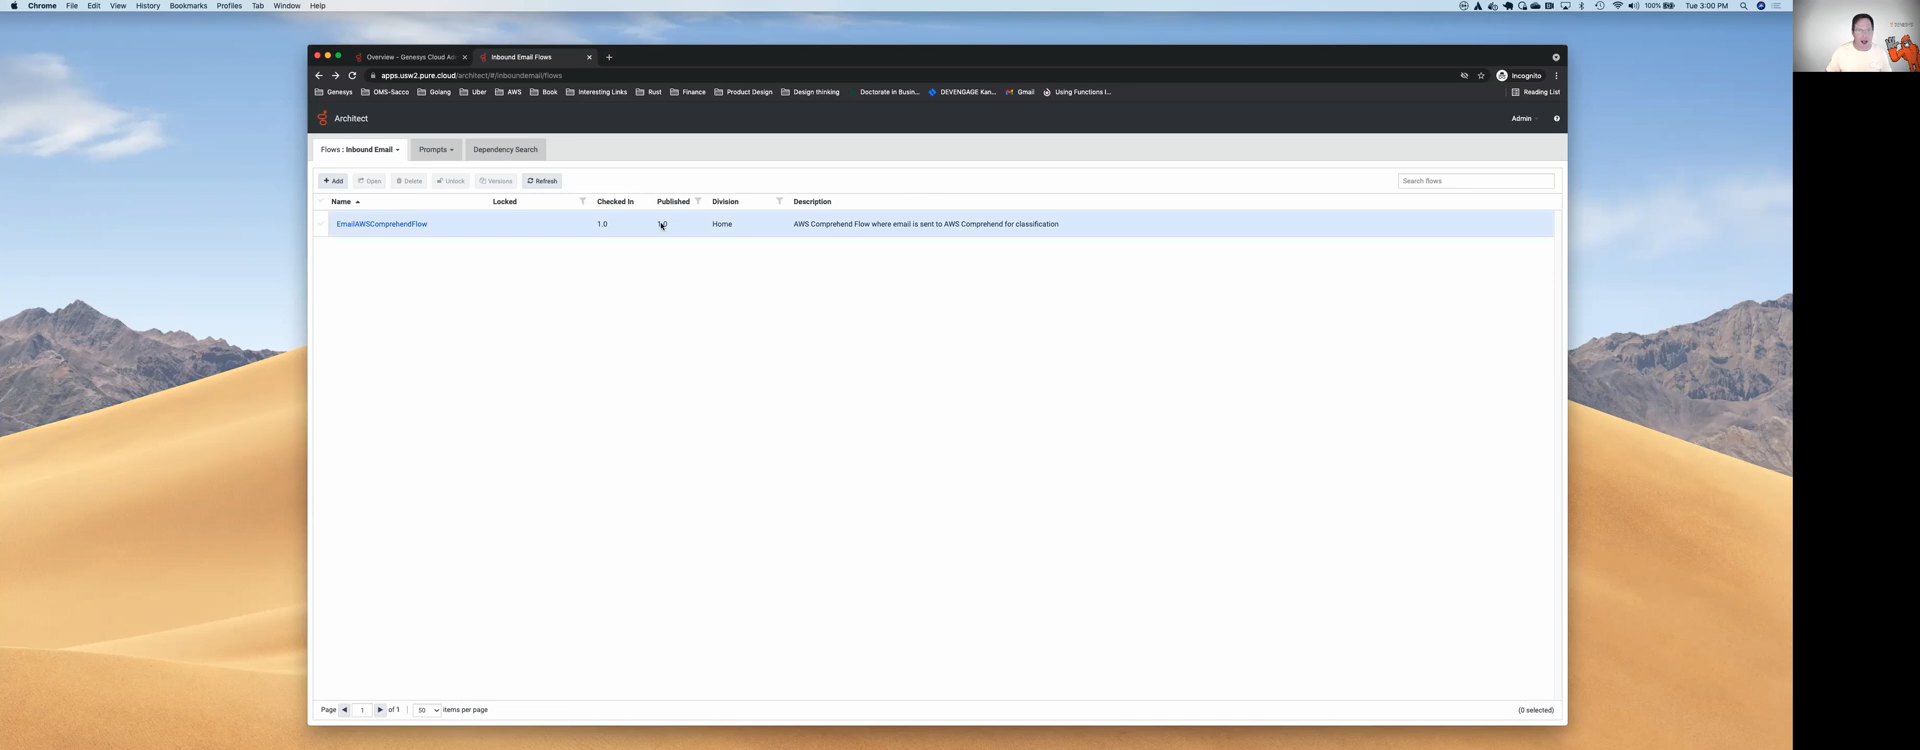 Chrome File Edit View History Bookmarks Profiles Tab Window Help 100% Tue 3:00 PM
Overview - Genesys Cloud Ad Inbound Email Flows
apps.usw2.pure.cloud/architect/#/inboundemail/flows Incognito
Genesys OMS-Sacco Golang Uber AWS Book Interesting Links Rust Finance Product Design Design thinking Doctorate in Busin... DEVENGAGE Kan... Gmail Using Functions I... Reading List
Architect Admin
Flows : Inbound Email Prompts Dependency Search
Add Open Delete Unlock Versions Refresh Search flows
Name Locked Checked In Published Division Description
EmailAWSComprehendFlow 1.0 Home AWS Comprehend Flow where email is sent to AWS Comprehend for classification
Page 1 of 1 50 items per page (0 selected)